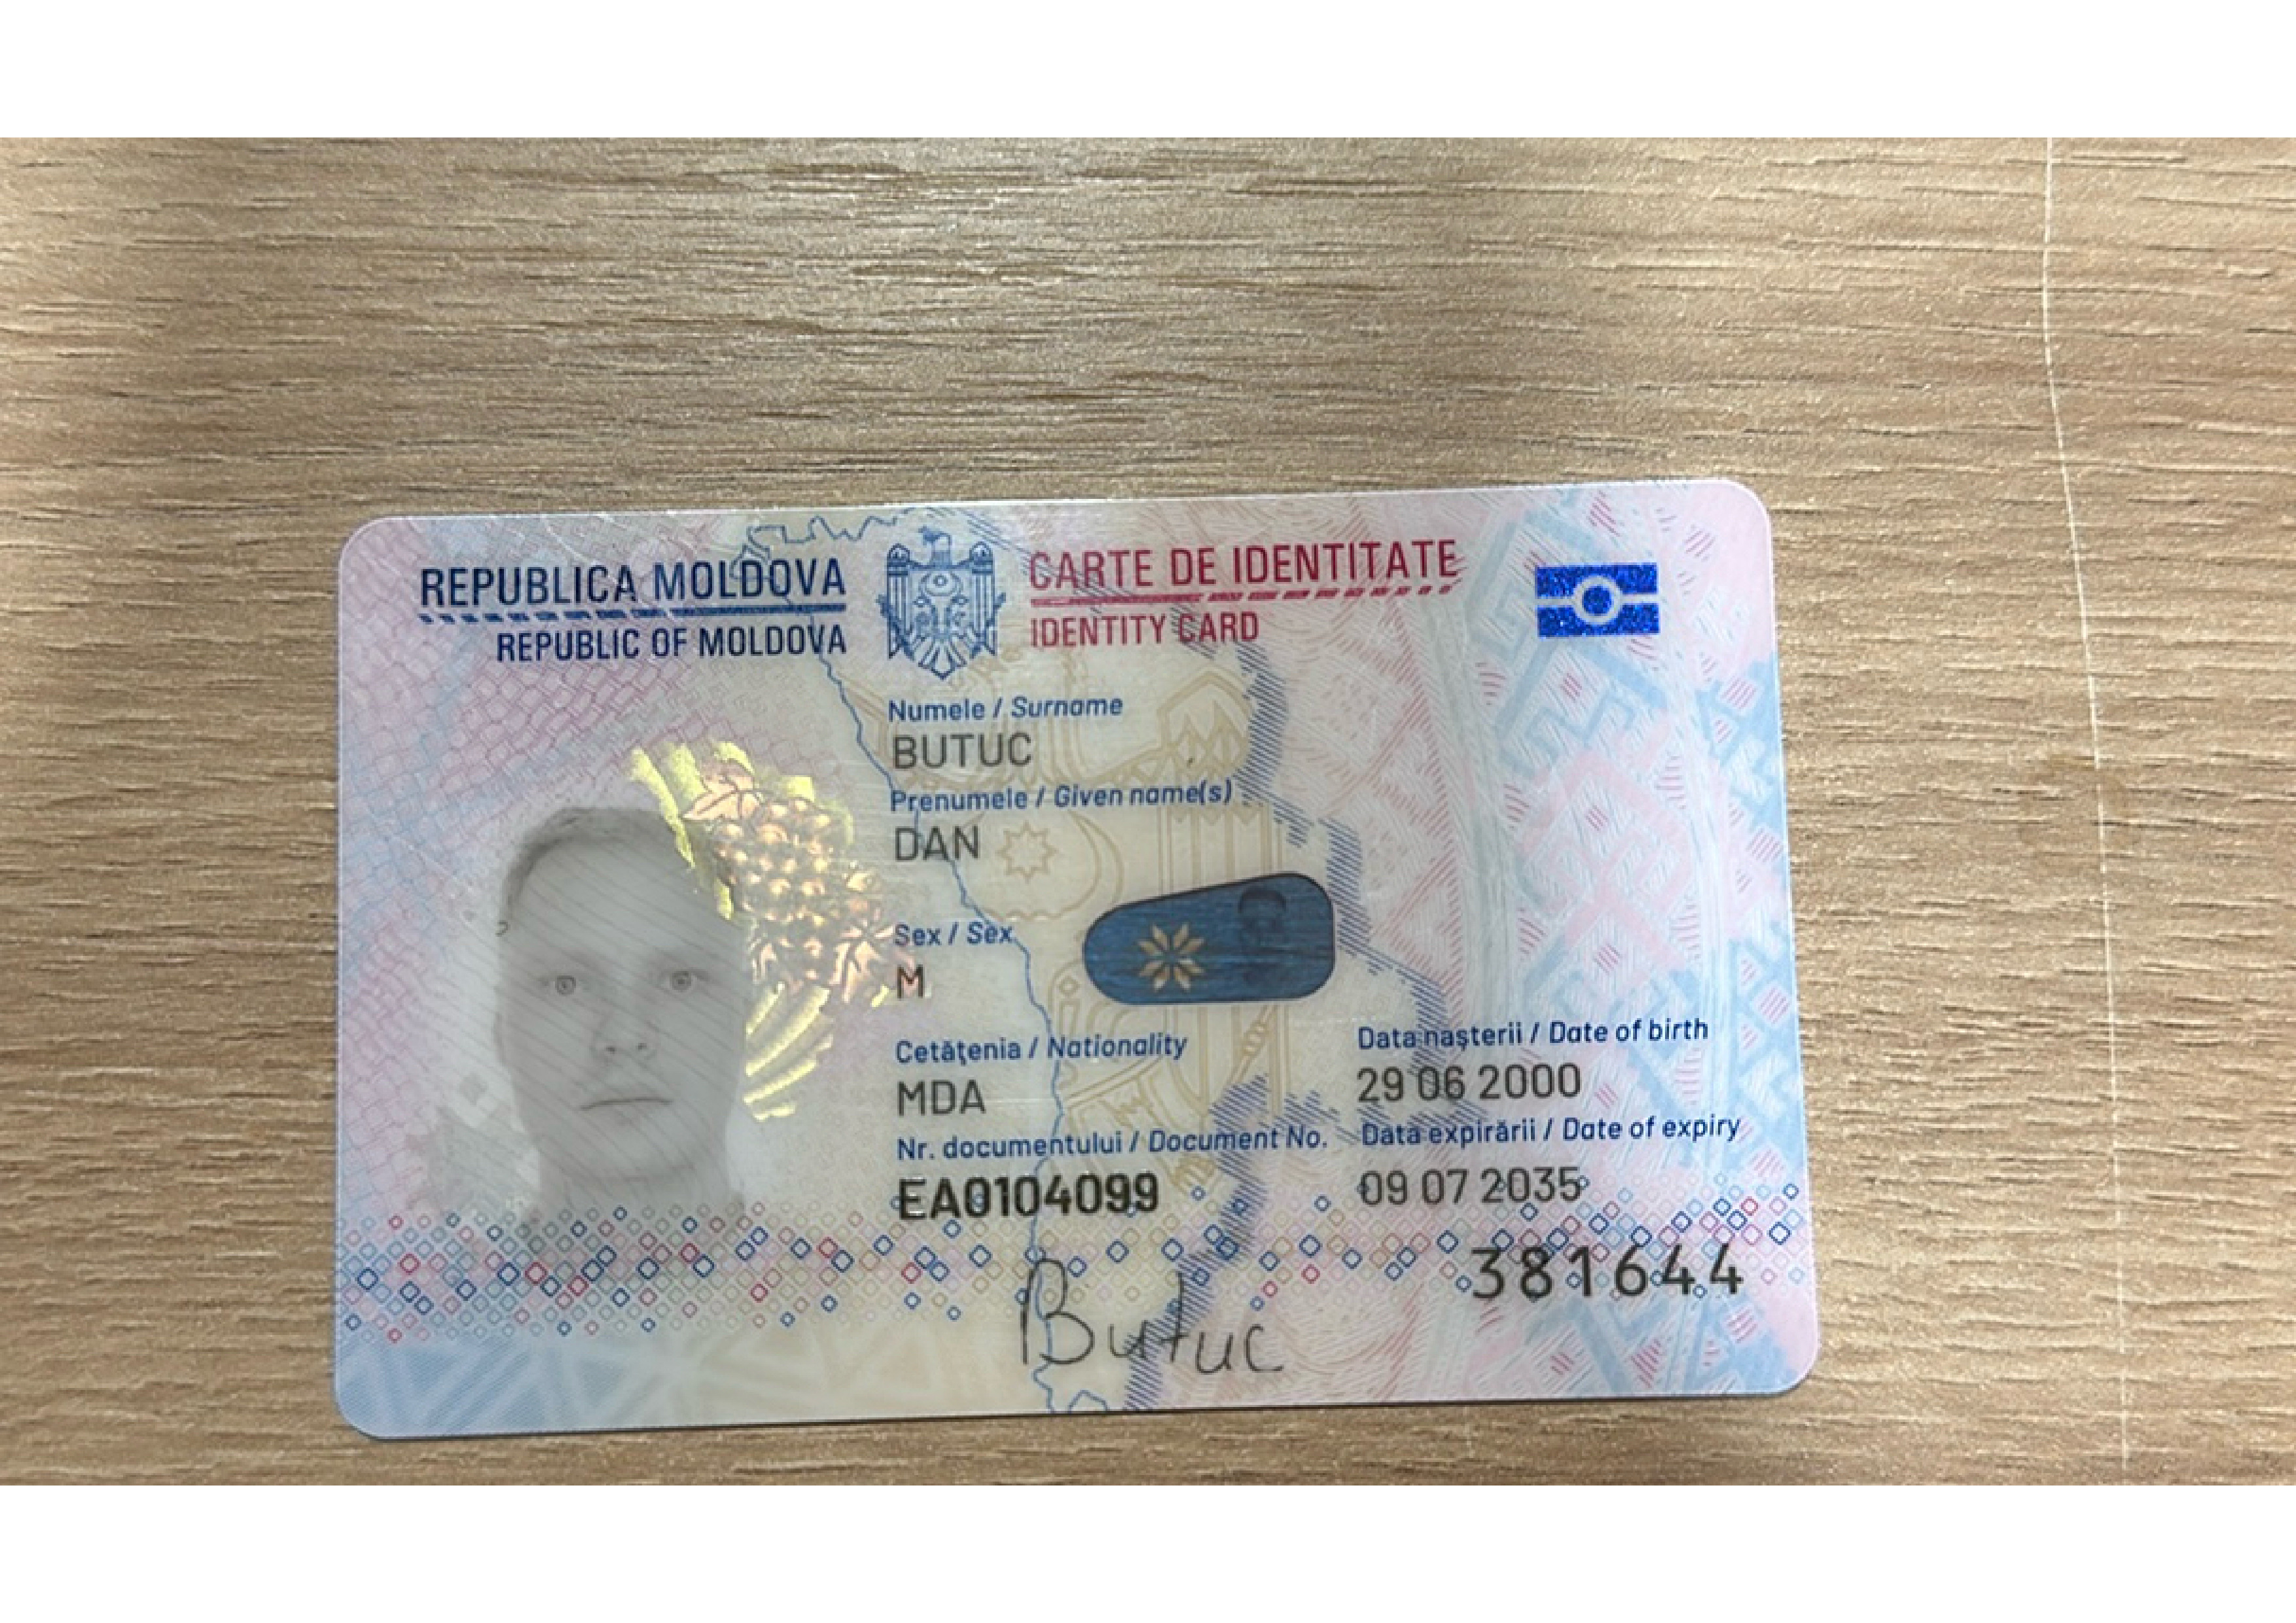 REPUBLICA MOLDOVA
REPUBLIC OF MOLDOVA
CARTE DE IDENTITATE
IDENTITY CARD
Numele / Surname
BUTUC
Prenumele / Given name(s)
DAN
Sex / Sex
M
Cetăţenia / Nationality
MDA
Data naşterii / Date of birth
29 06 2000
Nr. documentului / Document No.
EA0104099
Data expirării / Date of expiry
09 07 2035
381644
Butuc